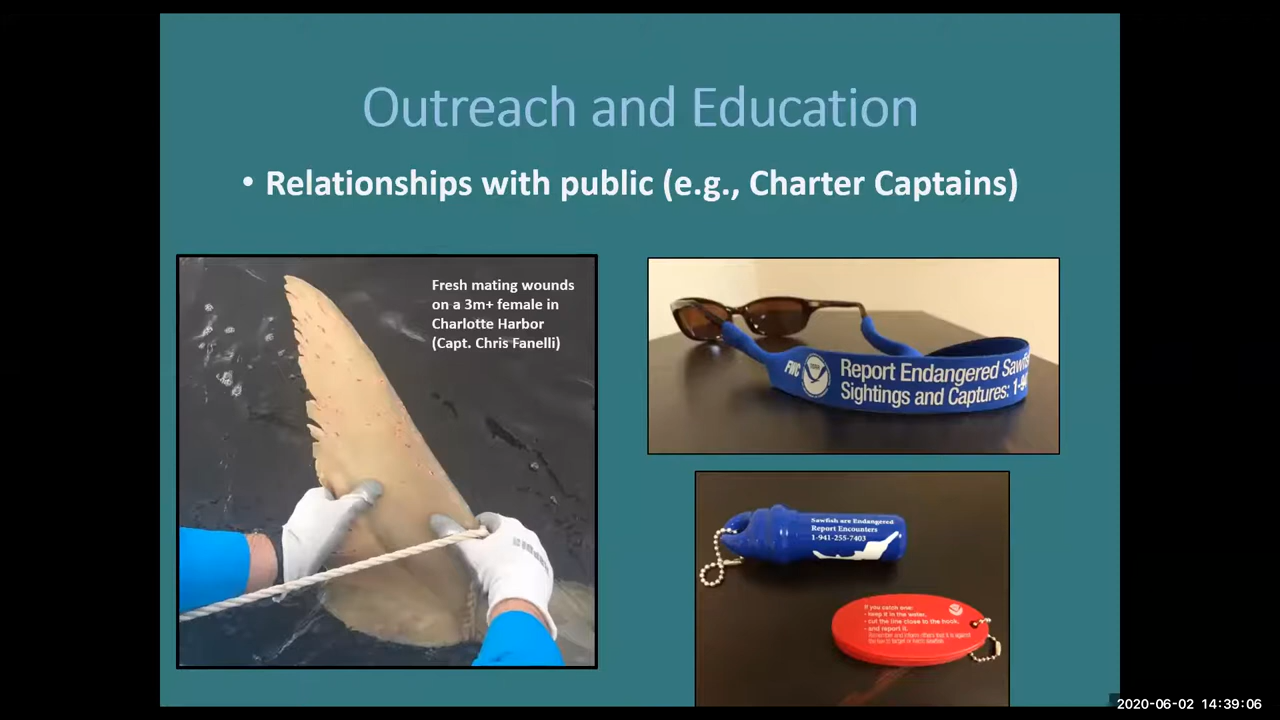 Outreach and Education
• Relationships with public (e.g., Charter Captains)
Fresh mating wounds
on a 3m+ female in
Charlotte Harbor
(Capt. Chris Fanelli)
FWC
Report Endangered
Sightings and Captures: 1-
Sawfish are Endangered
Report Encounters
1-941-255-7403
If you catch one:
- keep it in the water,
- cut the line close to the hook,
- and report it.
2020-06-02 14:39:06